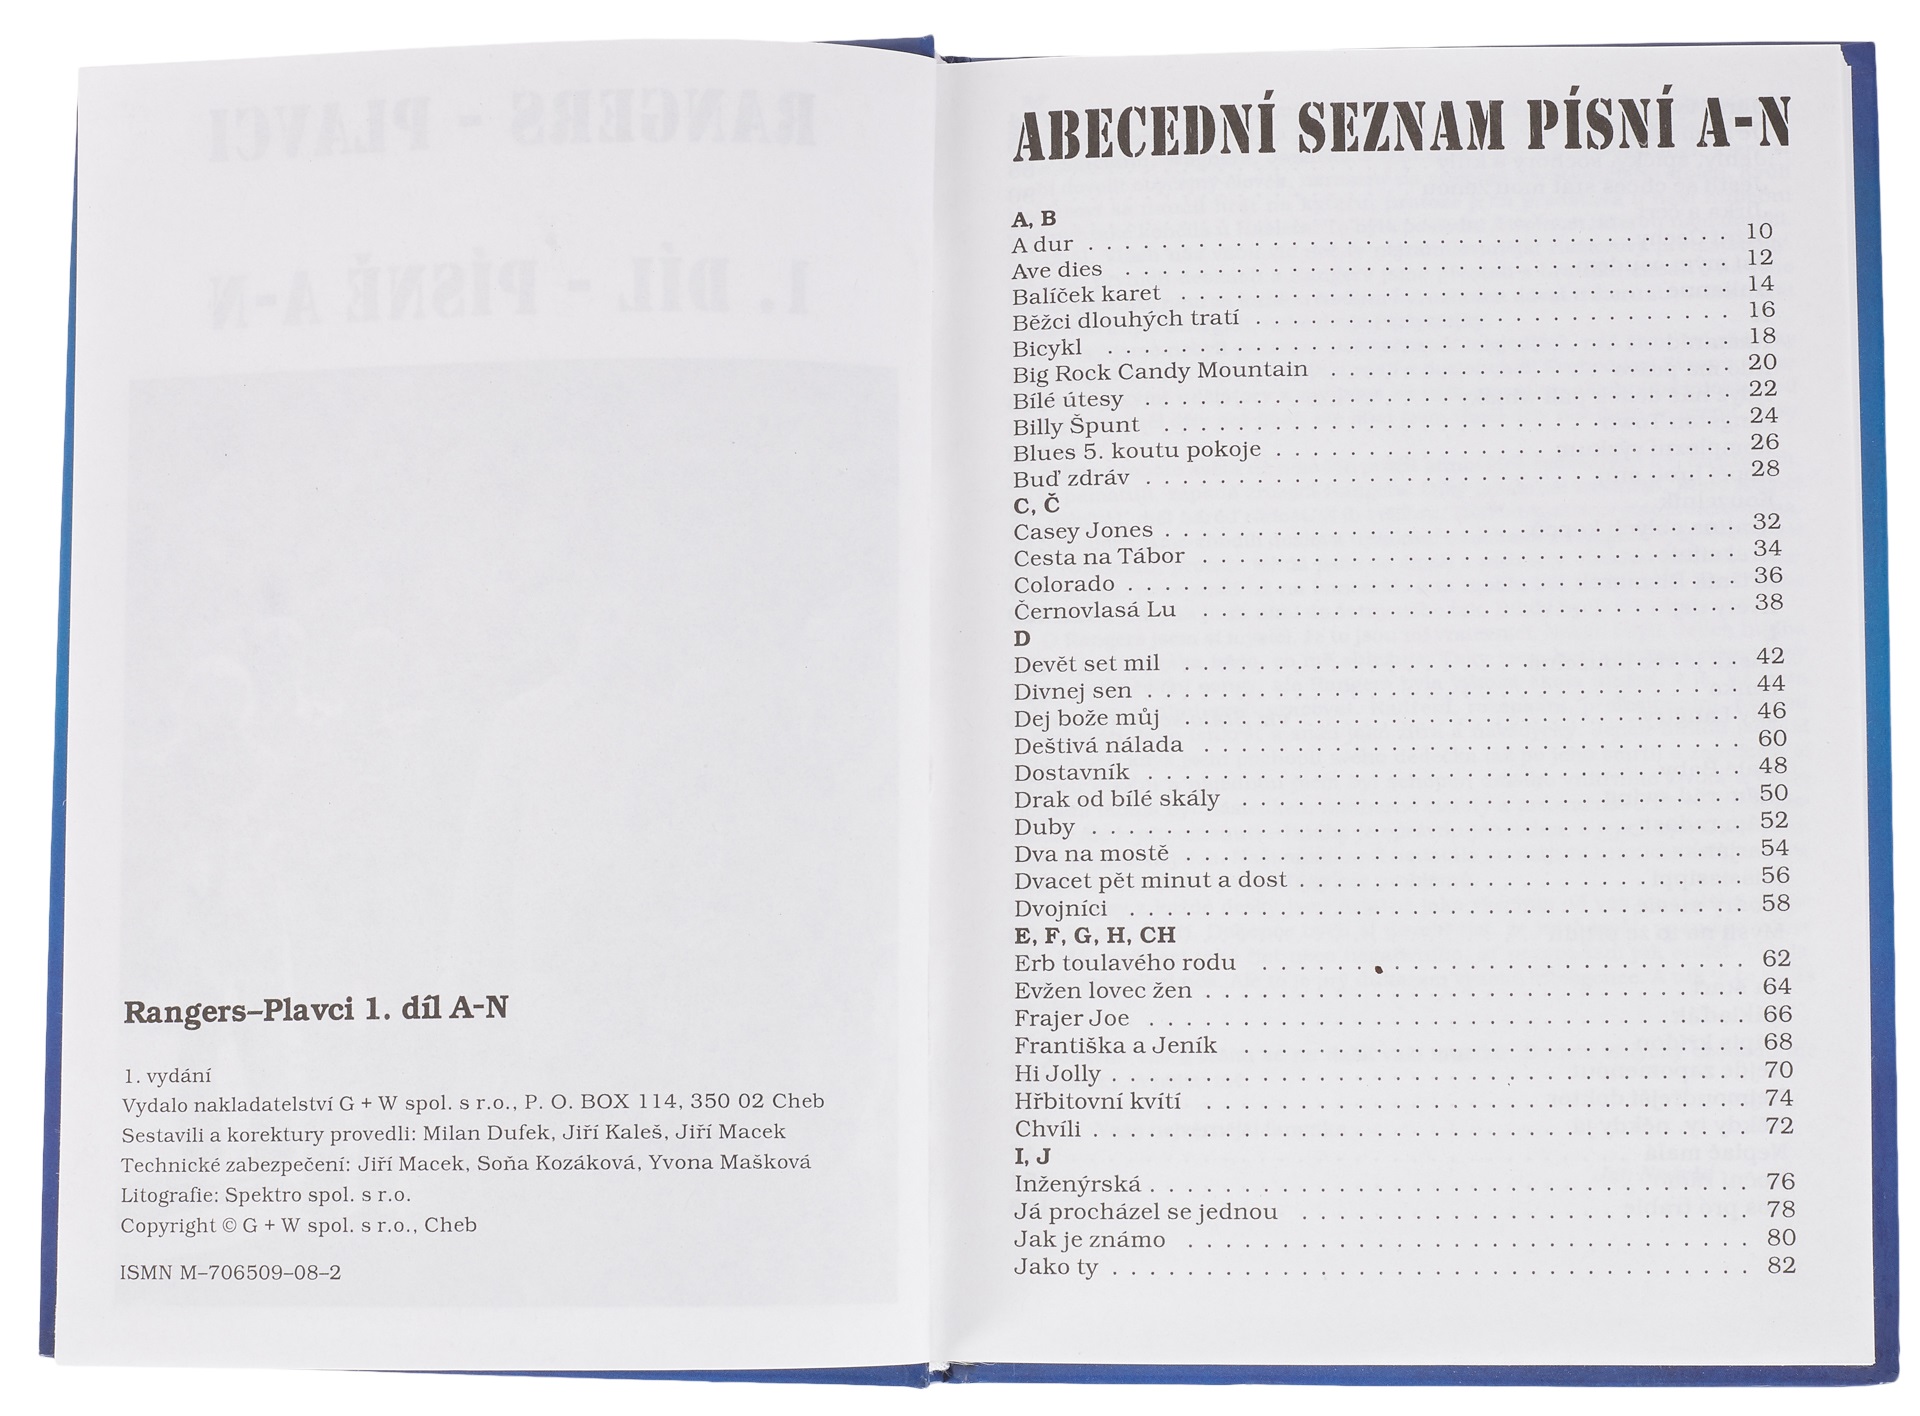 Rangers–Plavci 1. díl A-N
1. vydání
Vydalo nakladatelství G + W spol. s r.o., P. O. BOX 114, 350 02 Cheb
Sestavili a korektury provedli: Milan Dufek, Jiří Kaleš, Jiří Macek
Technické zabezpečení: Jiří Macek, Soňa Kozáková, Yvona Mašková
Litografie: Spektro spol. s r.o.
Copyright © G + W spol. s r.o., Cheb
ISMN M–706509–08–2
ABECEDNÍ SEZNAM PÍSNÍ A-N
A, B
A dur 10
Ave dies 12
Balíček karet 14
Běžci dlouhých tratí 16
Bicykl 18
Big Rock Candy Mountain 20
Bílé útesy 22
Billy Špunt 24
Blues 5. koutu pokoje 26
Buď zdráv 28
C, Č
Casey Jones 32
Cesta na Tábor 34
Colorado 36
Černovlasá Lu 38
D
Devět set mil 42
Divnej sen 44
Dej bože můj 46
Deštivá nálada 60
Dostavník 48
Drak od bílé skály 50
Duby 52
Dva na mostě 54
Dvacet pět minut a dost 56
Dvojníci 58
E, F, G, H, CH
Erb toulavého rodu 62
Evžen lovec žen 64
Frajer Joe 66
Františka a Jeník 68
Hi Jolly 70
Hřbitovní kvítí 74
Chvíli 72
I, J
Inženýrská 76
Já procházel se jednou 78
Jak je známo 80
Jako ty 82